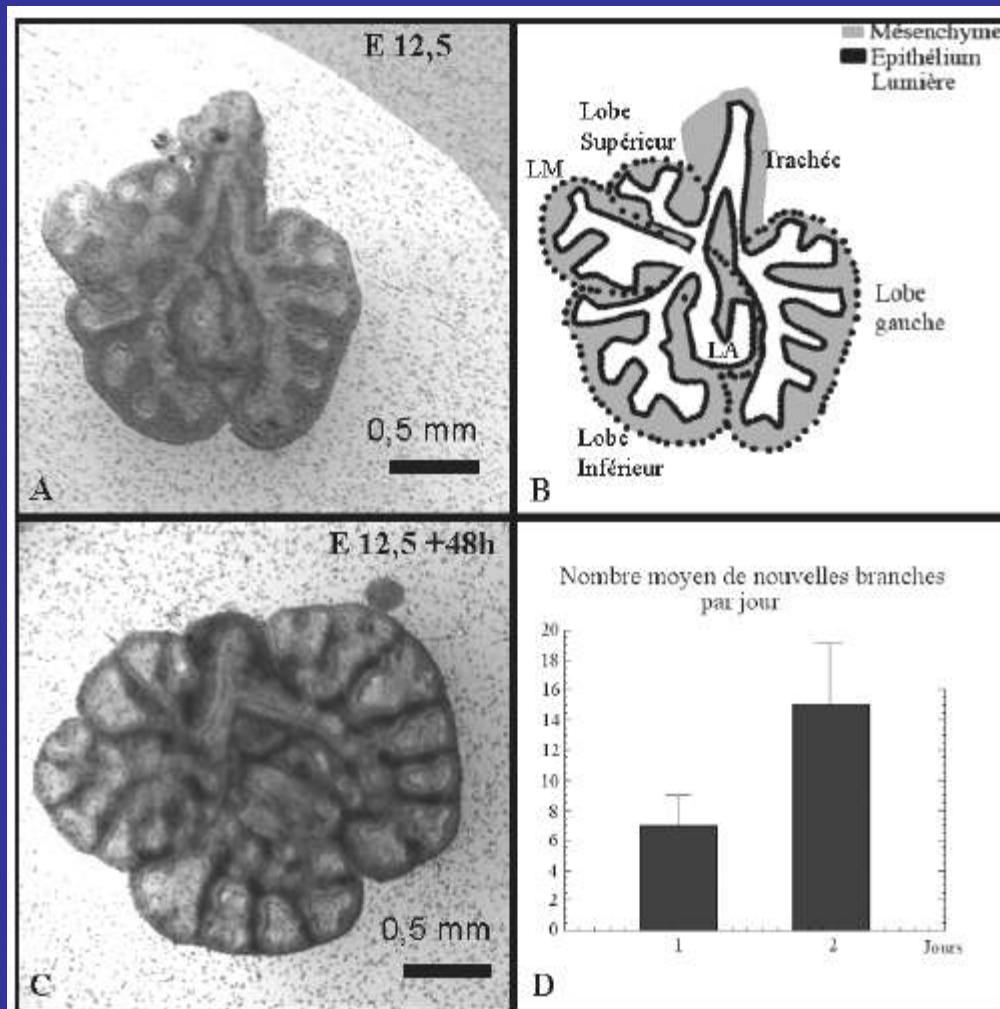 E 12,5
0,5 mm
A
Mésenchyme
Epithélium
Lumière
Lobe
Supérieur
LM
Trachée
Lobe
gauche
LA
Lobe
Inférieur
B
E 12,5 +48h
0,5 mm
C
Nombre moyen de nouvelles branches
par jour
20
18
16
14
12
10
8
6
4
2
0
1
2
Jours
D